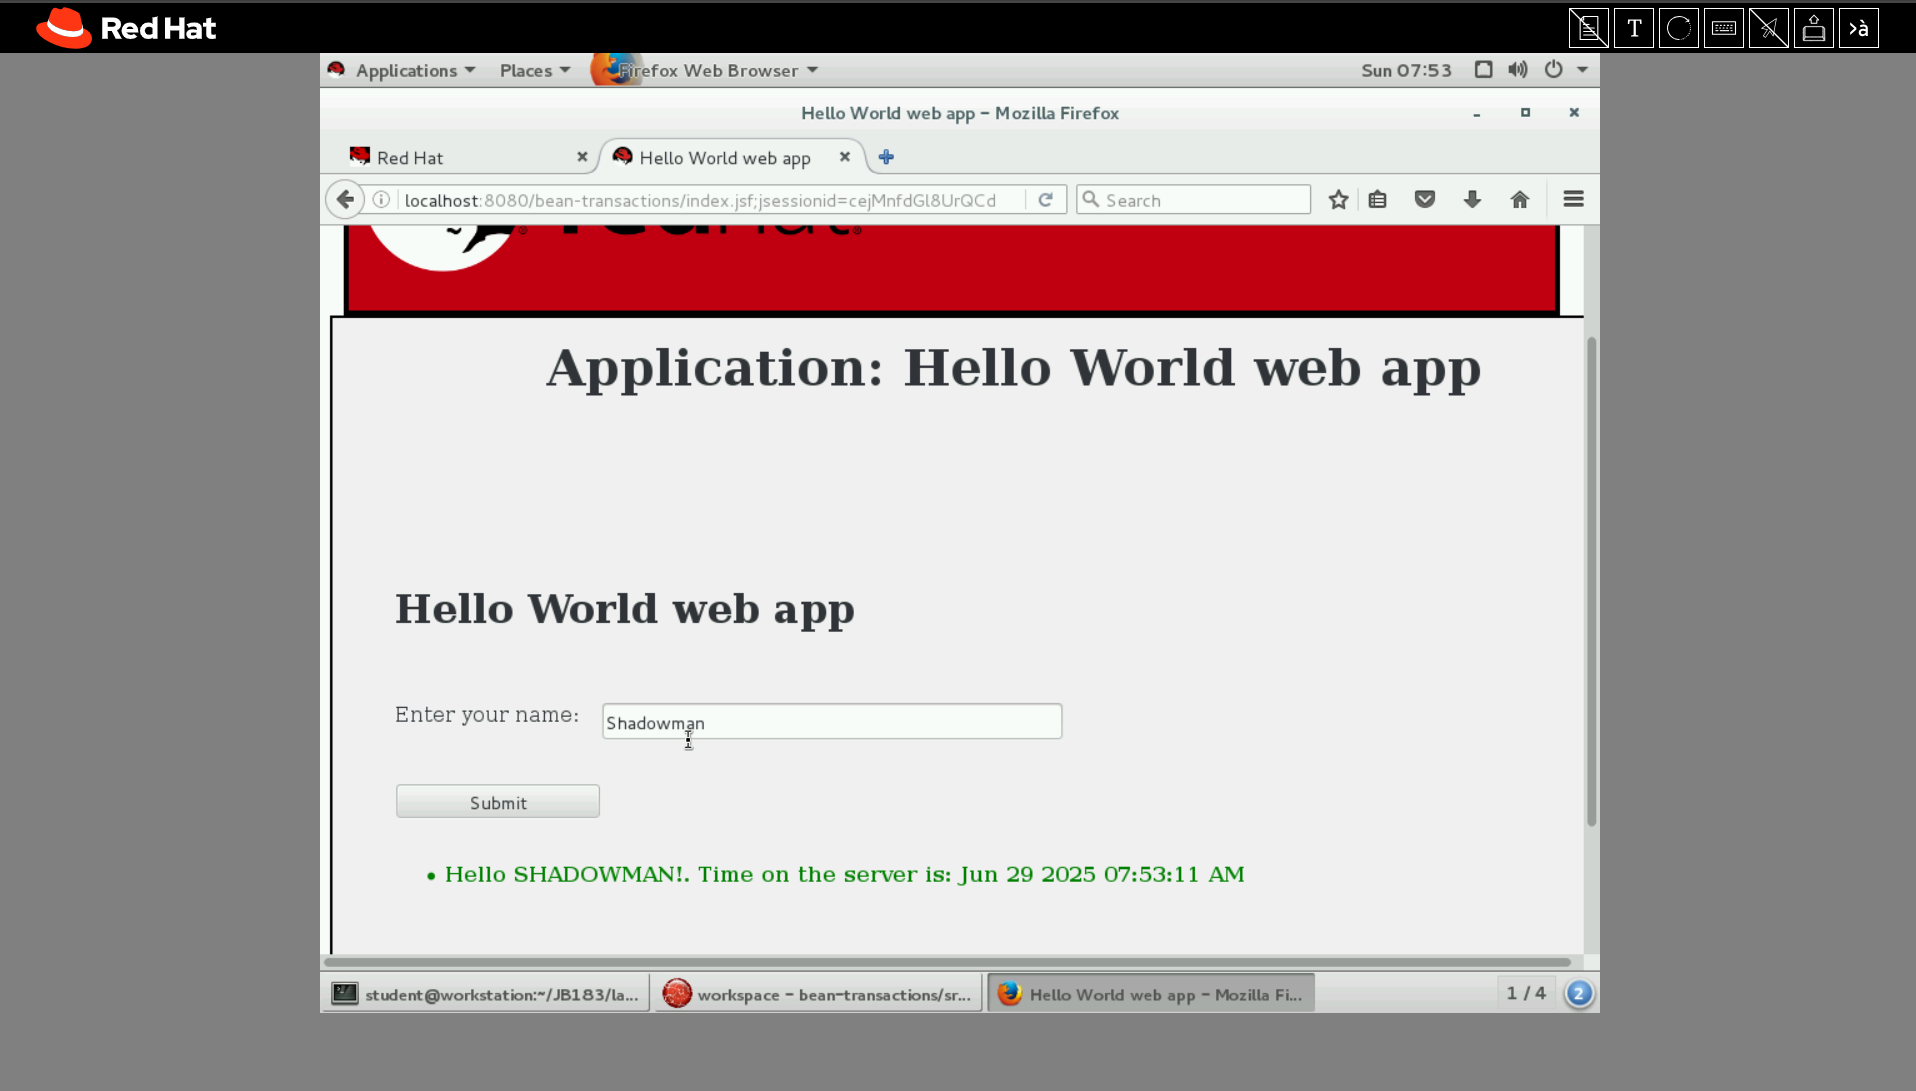 Red Hat
T
›à
Applications Places Firefox Web Browser Sun 07:53
Hello World web app - Mozilla Firefox
Red Hat Hello World web app
localhost:8080/bean-transactions/index.jsf;jsessionid=cejMnfdGl8UrQCd Search
Application: Hello World web app
Hello World web app
Enter your name: Shadowman
Submit
• Hello SHADOWMAN!. Time on the server is: Jun 29 2025 07:53:11 AM
student@workstation:~/JB183/la... workspace - bean-transactions/sr... Hello World web app - Mozilla Fi... 1 / 4 2